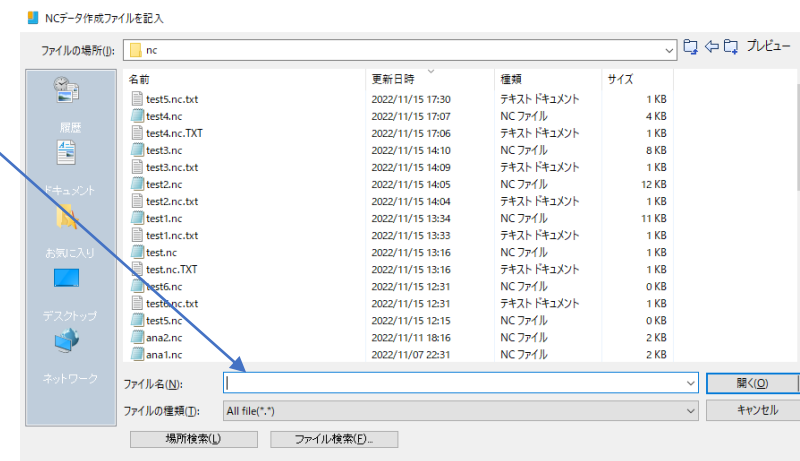 NCデータ作成ファイルを記入
ファイルの場所(I): nc プレビュー
名前 更新日時 種類 サイズ
test5.nc.txt 2022/11/15 17:30 テキスト ドキュメント 1 KB
test4.nc 2022/11/15 17:07 NC ファイル 4 KB
test4.nc.TXT 2022/11/15 17:06 テキスト ドキュメント 1 KB
test3.nc 2022/11/15 14:10 NC ファイル 8 KB
test3.nc.txt 2022/11/15 14:09 テキスト ドキュメント 1 KB
test2.nc 2022/11/15 14:05 NC ファイル 12 KB
test2.nc.txt 2022/11/15 14:04 テキスト ドキュメント 1 KB
test1.nc 2022/11/15 13:34 NC ファイル 11 KB
test1.nc.txt 2022/11/15 13:33 テキスト ドキュメント 1 KB
test.nc 2022/11/15 13:16 NC ファイル 1 KB
test.nc.TXT 2022/11/15 13:16 テキスト ドキュメント 1 KB
test6.nc 2022/11/15 12:31 NC ファイル 0 KB
test6.nc.txt 2022/11/15 12:31 テキスト ドキュメント 1 KB
test5.nc 2022/11/15 12:15 NC ファイル 0 KB
ana2.nc 2022/11/11 18:16 NC ファイル 2 KB
ana1.nc 2022/11/07 22:31 NC ファイル 2 KB
履歴
ドキュメント
お気に入り
デスクトップ
ネットワーク
ファイル名(N): 開く(O)
ファイルの種類(T): All file(*.*) キャンセル
場所検索(L) ファイル検索(F)...